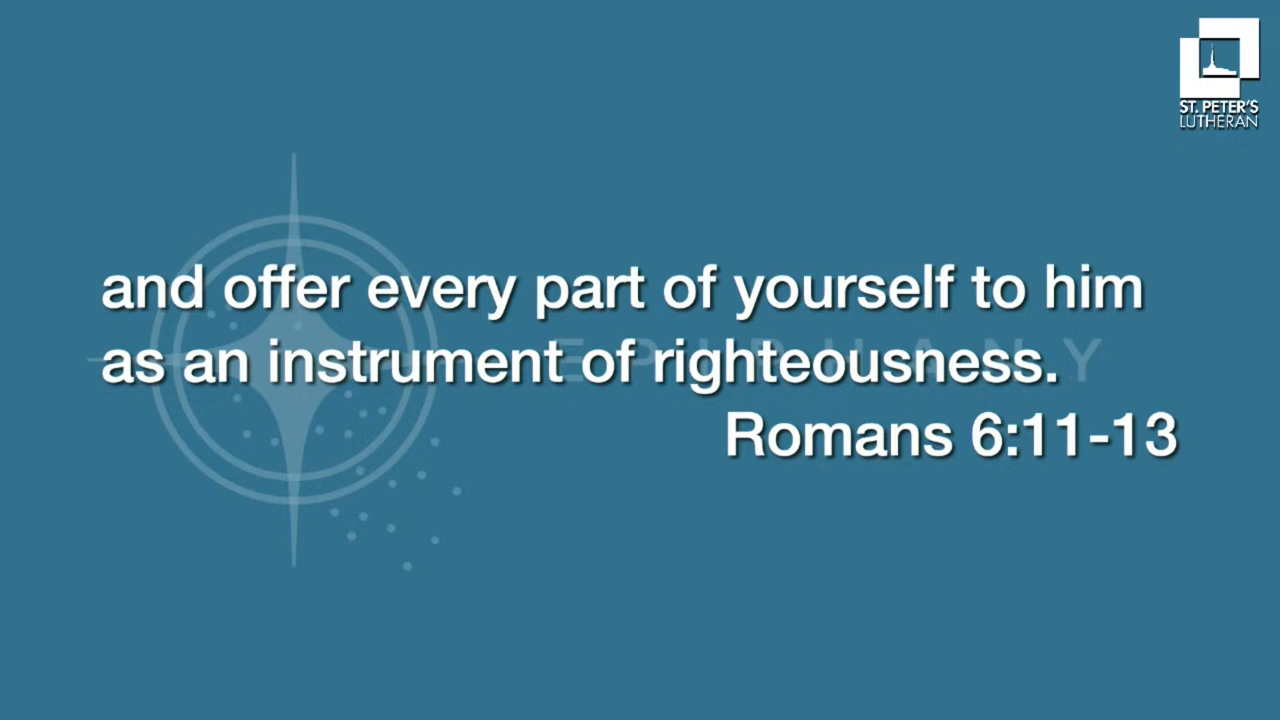 ST. PETER'S
LUTHERAN
and offer every part of yourself to him
as an instrument of righteousness.
EPIPHANY
Romans 6:11-13